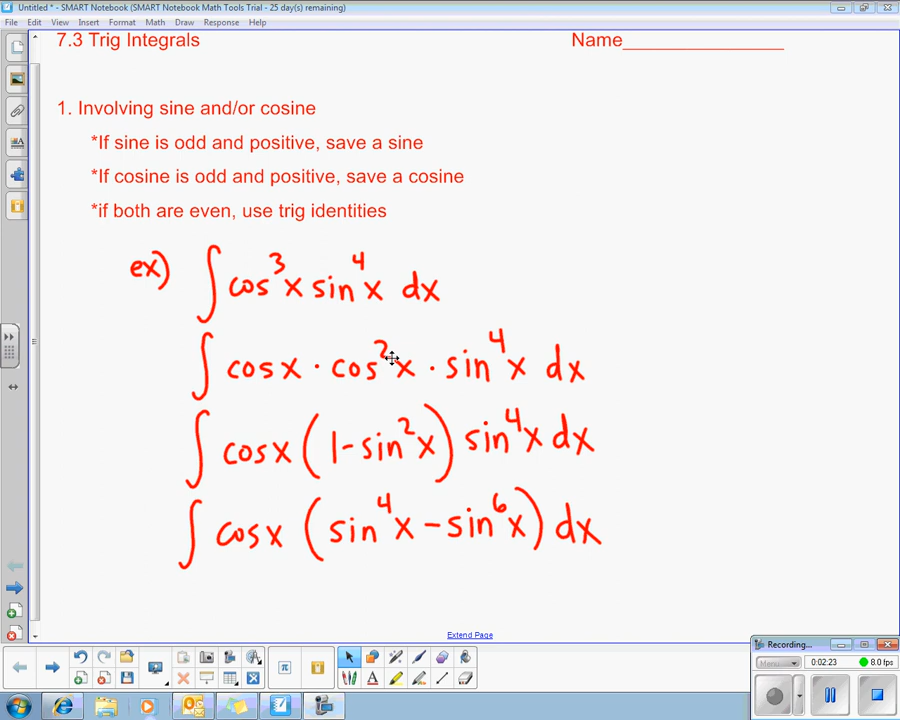 Untitled * - SMART Notebook (SMART Notebook Math Tools Trial - 25 day(s) remaining)
File Edit View Insert Format Math Draw Response Help
7.3 Trig Integrals Name_______________
1. Involving sine and/or cosine
*If sine is odd and positive, save a sine
*If cosine is odd and positive, save a cosine
*if both are even, use trig identities
ex) ∫ cos³x sin⁴x dx
∫ cosx · cos²x · sin⁴x dx
∫ cosx (1-sin²x) sin⁴x dx
∫ cosx (sin⁴x - sin⁶x) dx
Extend Page
Recording...
Menu... 0:02:23 8.0 fps